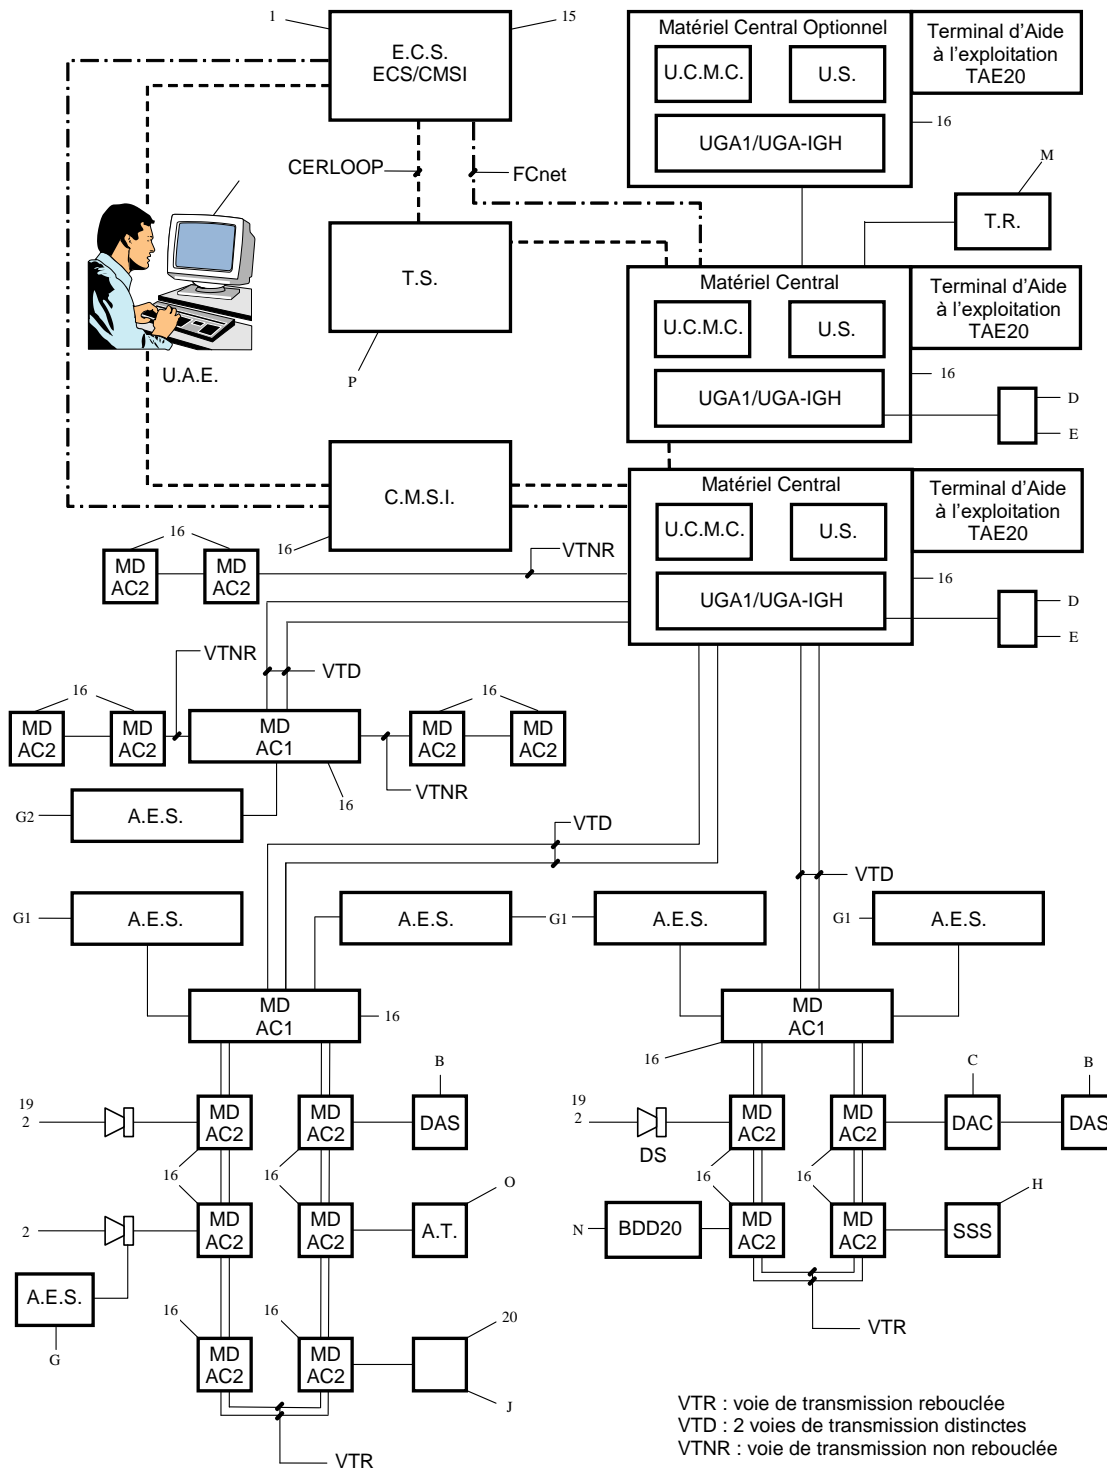 1
15
E.C.S.
ECS/CMSI
Matériel Central Optionnel
U.C.M.C.
U.S.
UGA1/UGA-IGH
Terminal d'Aide
à l'exploitation
TAE20
16
M
T.R.
CERLOOP
FCnet
T.S.
P
U.A.E.
Matériel Central
U.C.M.C.
U.S.
UGA1/UGA-IGH
Terminal d'Aide
à l'exploitation
TAE20
16
D
E
C.M.S.I.
16
Matériel Central
U.C.M.C.
U.S.
UGA1/UGA-IGH
Terminal d'Aide
à l'exploitation
TAE20
16
D
E
16
MD
AC2
MD
AC2
VTNR
VTNR
VTD
16
MD
AC2
MD
AC2
MD
AC1
16
16
MD
AC2
MD
AC2
VTNR
G2
A.E.S.
VTD
VTD
G1
A.E.S.
A.E.S.
G1
A.E.S.
G1
A.E.S.
MD
AC1
16
MD
AC1
16
19
2
MD
AC2
16
MD
AC2
16
B
DAS
2
MD
AC2
MD
AC2
O
A.T.
A.E.S.
G
16
MD
AC2
16
MD
AC2
20
J
VTR
19
2
DS
MD
AC2
16
MD
AC2
16
C
DAC
B
DAS
N
BDD20
MD
AC2
MD
AC2
H
SSS
VTR
VTR : voie de transmission rebouclée
VTD : 2 voies de transmission distinctes
VTNR : voie de transmission non rebouclée